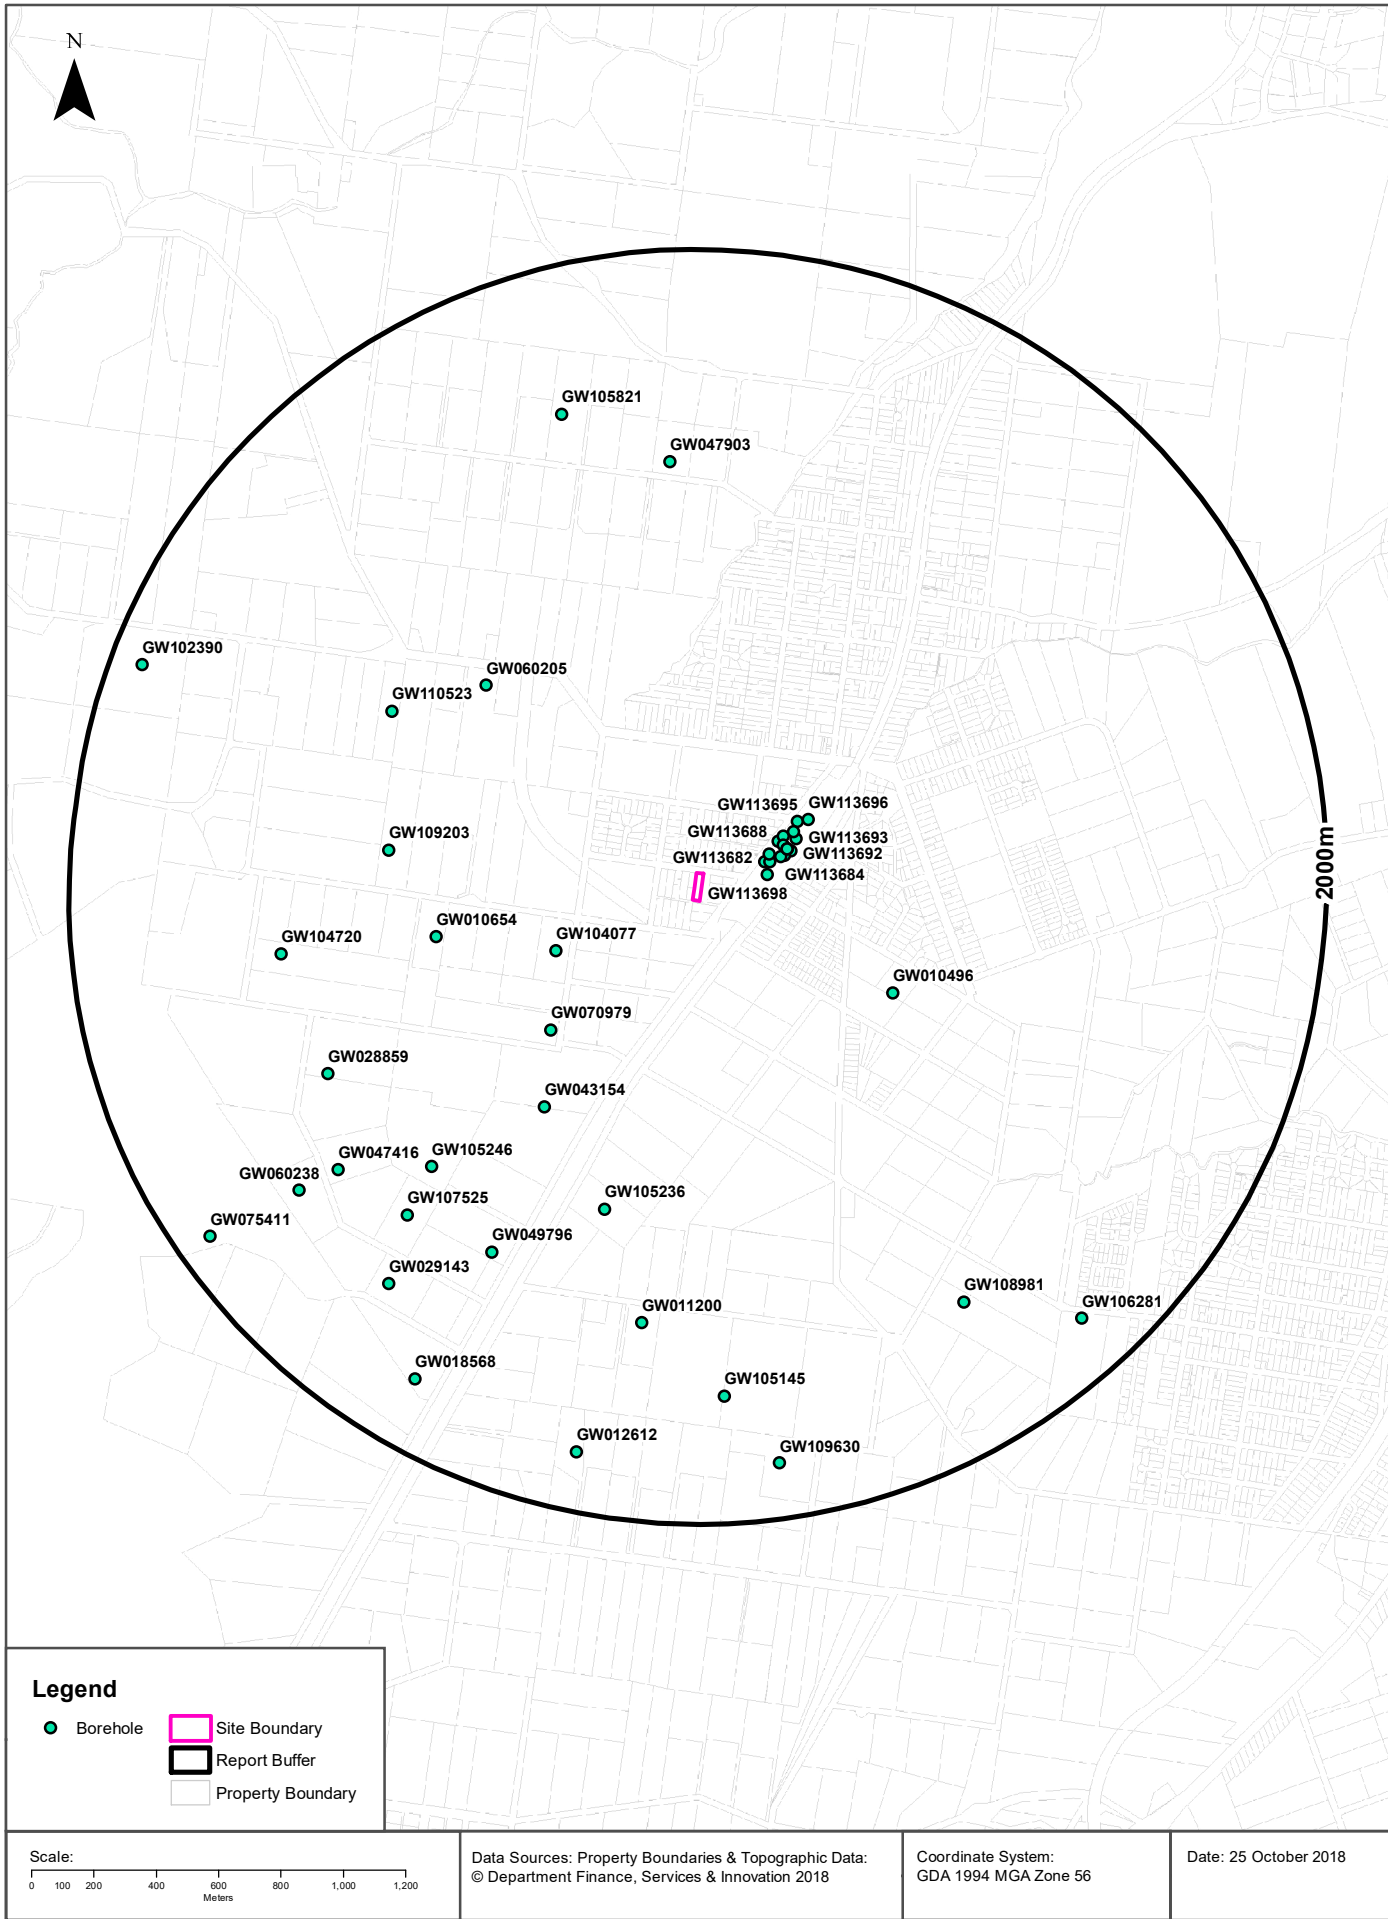 N
GW105821
GW047903
GW102390
GW060205
GW110523
GW113695
GW113696
GW113688
GW113693
GW109203
GW113682
GW113692
GW113684
GW113698
2000m
GW010654
GW104720
GW104077
GW010496
GW070979
GW028859
GW043154
GW047416
GW105246
GW060238
GW107525
GW105236
GW075411
GW049796
GW029143
GW108981
GW106281
GW011200
GW018568
GW105145
GW012612
GW109630
Legend
Borehole
Site Boundary
Report Buffer
Property Boundary
Scale:
0 100 200 400 600 800 1,000 1,200
Meters
Data Sources: Property Boundaries & Topographic Data:
© Department Finance, Services & Innovation 2018
Coordinate System:
GDA 1994 MGA Zone 56
Date: 25 October 2018